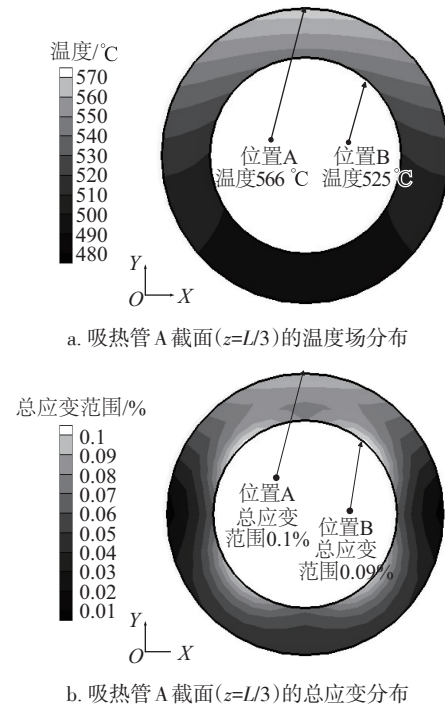 温度/℃
570
560
550
540
530
520
510
500
490
480
位置A
温度566 ℃
位置B
温度525 ℃
Y
O
X
a. 吸热管A截面(z=L/3)的温度场分布
总应变范围/%
0.1
0.09
0.08
0.07
0.06
0.05
0.04
0.03
0.02
0.01
位置A
总应变
范围0.1%
位置B
总应变
范围0.09%
Y
O
X
b. 吸热管A截面(z=L/3)的总应变分布